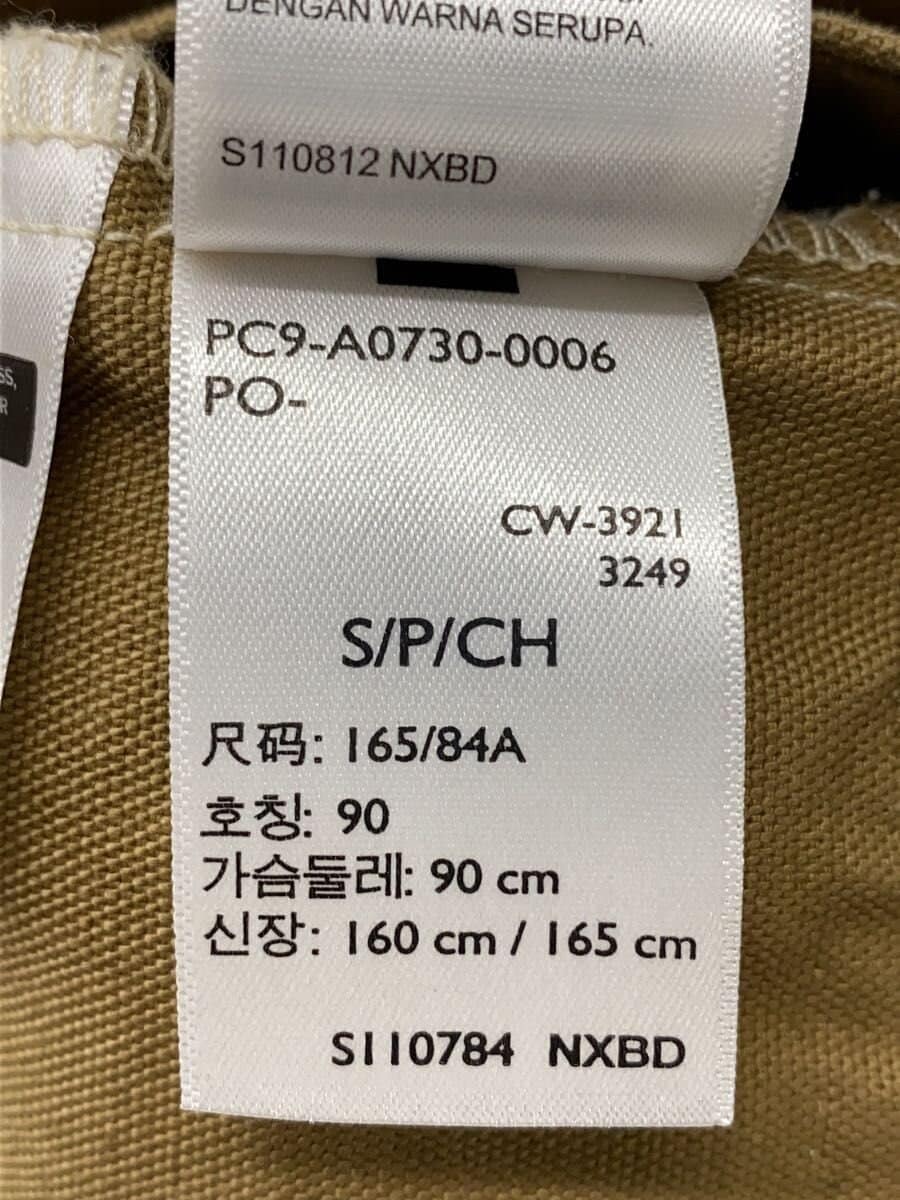 DENGAN WARNA SERUPA.
S110812 NXBD
PC9-A0730-0006
PO-
CW-3921
3249
S/P/CH
尺码: 165/84A
호칭: 90
가슴둘레: 90 cm
신장: 160 cm / 165 cm
S110784 NXBD